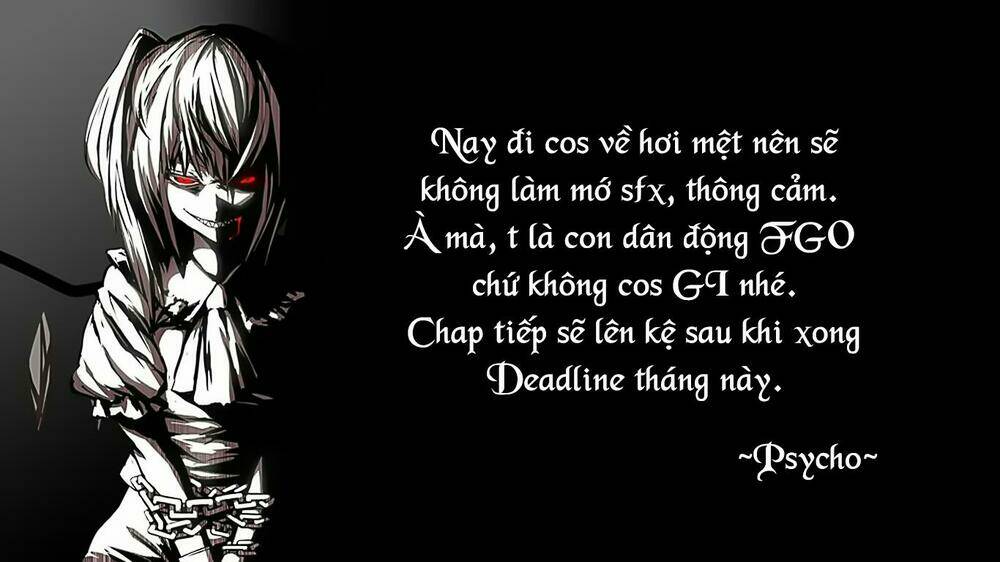 Nay đi cos về hơi mệt nên sẽ
không làm mớ sfx, thông cảm.
À mà, t là con dân động FGO
chứ không cos GI nhé.
Chap tiếp sẽ lên kệ sau khi xong
Deadline tháng này.
~Psycho~